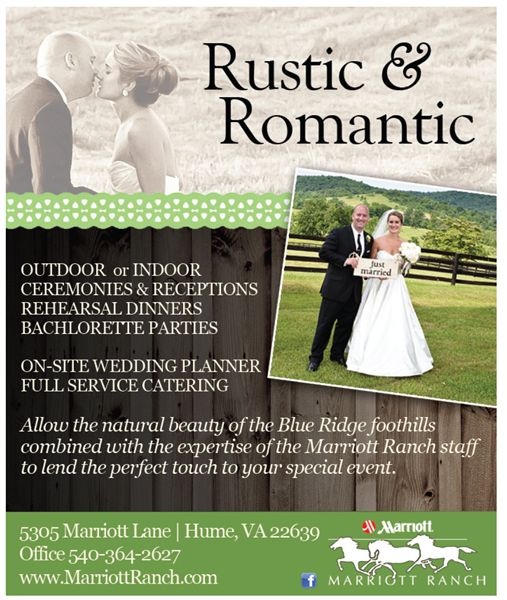 Rustic &
Romantic
just
married
OUTDOOR or INDOOR
CEREMONIES & RECEPTIONS
REHEARSAL DINNERS
BACHLORETTE PARTIES
ON-SITE WEDDING PLANNER
FULL SERVICE CATERING
Allow the natural beauty of the Blue Ridge foothills
combined with the expertise of the Marriott Ranch staff
to lend the perfect touch to your special event.
5305 Marriott Lane | Hume, VA 22639
Office 540-364-2627
www.MarriottRanch.com
Marriott
f
MARRIOTT RANCH